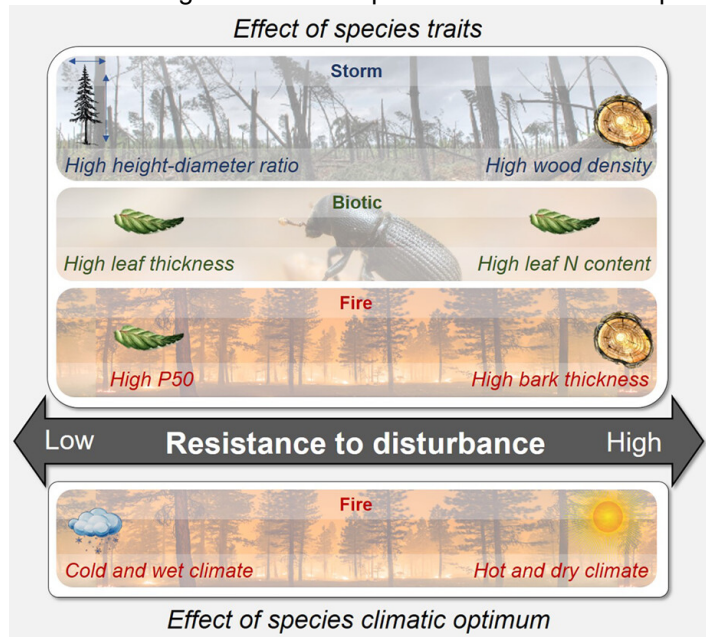 Effect of species traits
Storm
High height-diameter ratio
High wood density
Biotic
High leaf thickness
High leaf N content
Fire
High P50
High bark thickness
Low
Resistance to disturbance
High
Fire
Cold and wet climate
Hot and dry climate
Effect of species climatic optimum